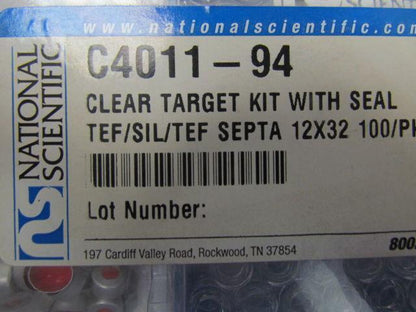 www.nationalscientific.com
NATIONAL
SCIENTIFIC
C4011-94
CLEAR TARGET KIT WITH SEAL
TEF/SIL/TEF SEPTA 12X32 100/PK
Lot Number:
197 Cardiff Valley Road, Rockwood, TN 37854
800